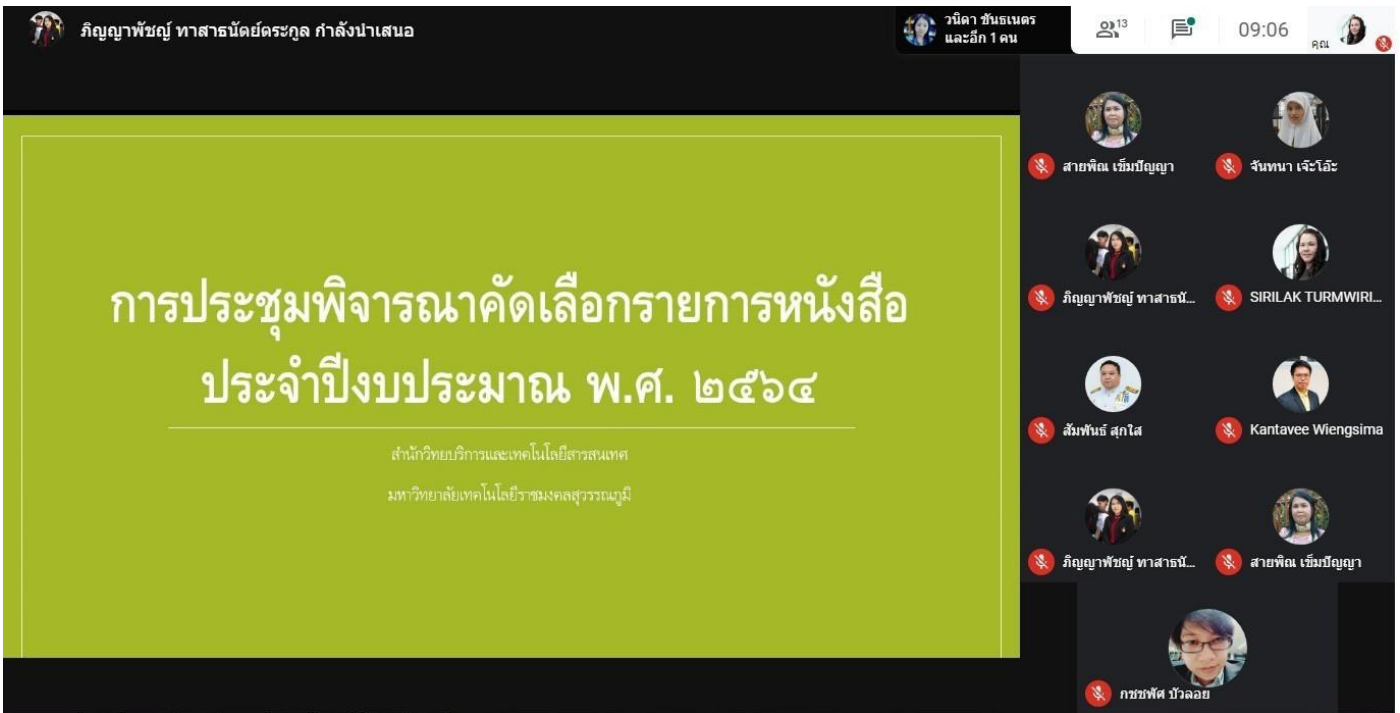 ภิญญาพัชญ์ ทาสาธนัดย์ตระกูล กำลังนำเสนอ
วนิดา ชันธเนตร
และอีก 1 คน
13
09:06
คุณ
การประชุมพิจารณาคัดเลือกรายการหนังสือ
ประจำปีงบประมาณ พ.ศ. ๒๕๖๔
สำนักวิทยบริการและเทคโนโลยีสารสนเทศ
มหาวิทยาลัยเทคโนโลยีราชมงคลสุวรรณภูมิ
สายพิณ เข็มปัญญา
จันทนา เจ๊ะโอ๊ะ
ภิญญาพัชญ์ ทาสาธนั...
SIRILAK TURMWIRI...
สัมพันธ์ สุกใส
Kantavee Wiengsima
ภิญญาพัชญ์ ทาสาธนั...
สายพิณ เข็มปัญญา
กชชพัศ บัวลอย